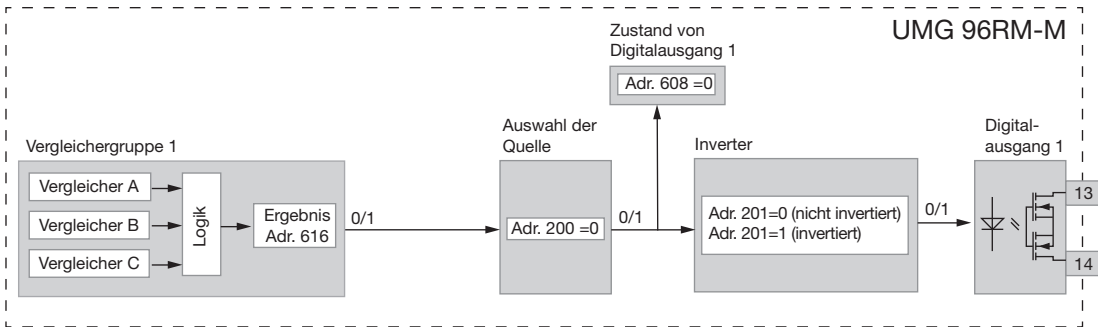 UMG 96RM-M
Zustand von
Digitalausgang 1
Adr. 608 =0
Vergleichergruppe 1
Vergleicher A
Vergleicher B
Vergleicher C
Logik
Ergebnis
Adr. 616
0/1
Auswahl der
Quelle
Adr. 200 =0
0/1
Inverter
Adr. 201=0 (nicht invertiert)
Adr. 201=1 (invertiert)
0/1
Digital-
ausgang 1
13
14